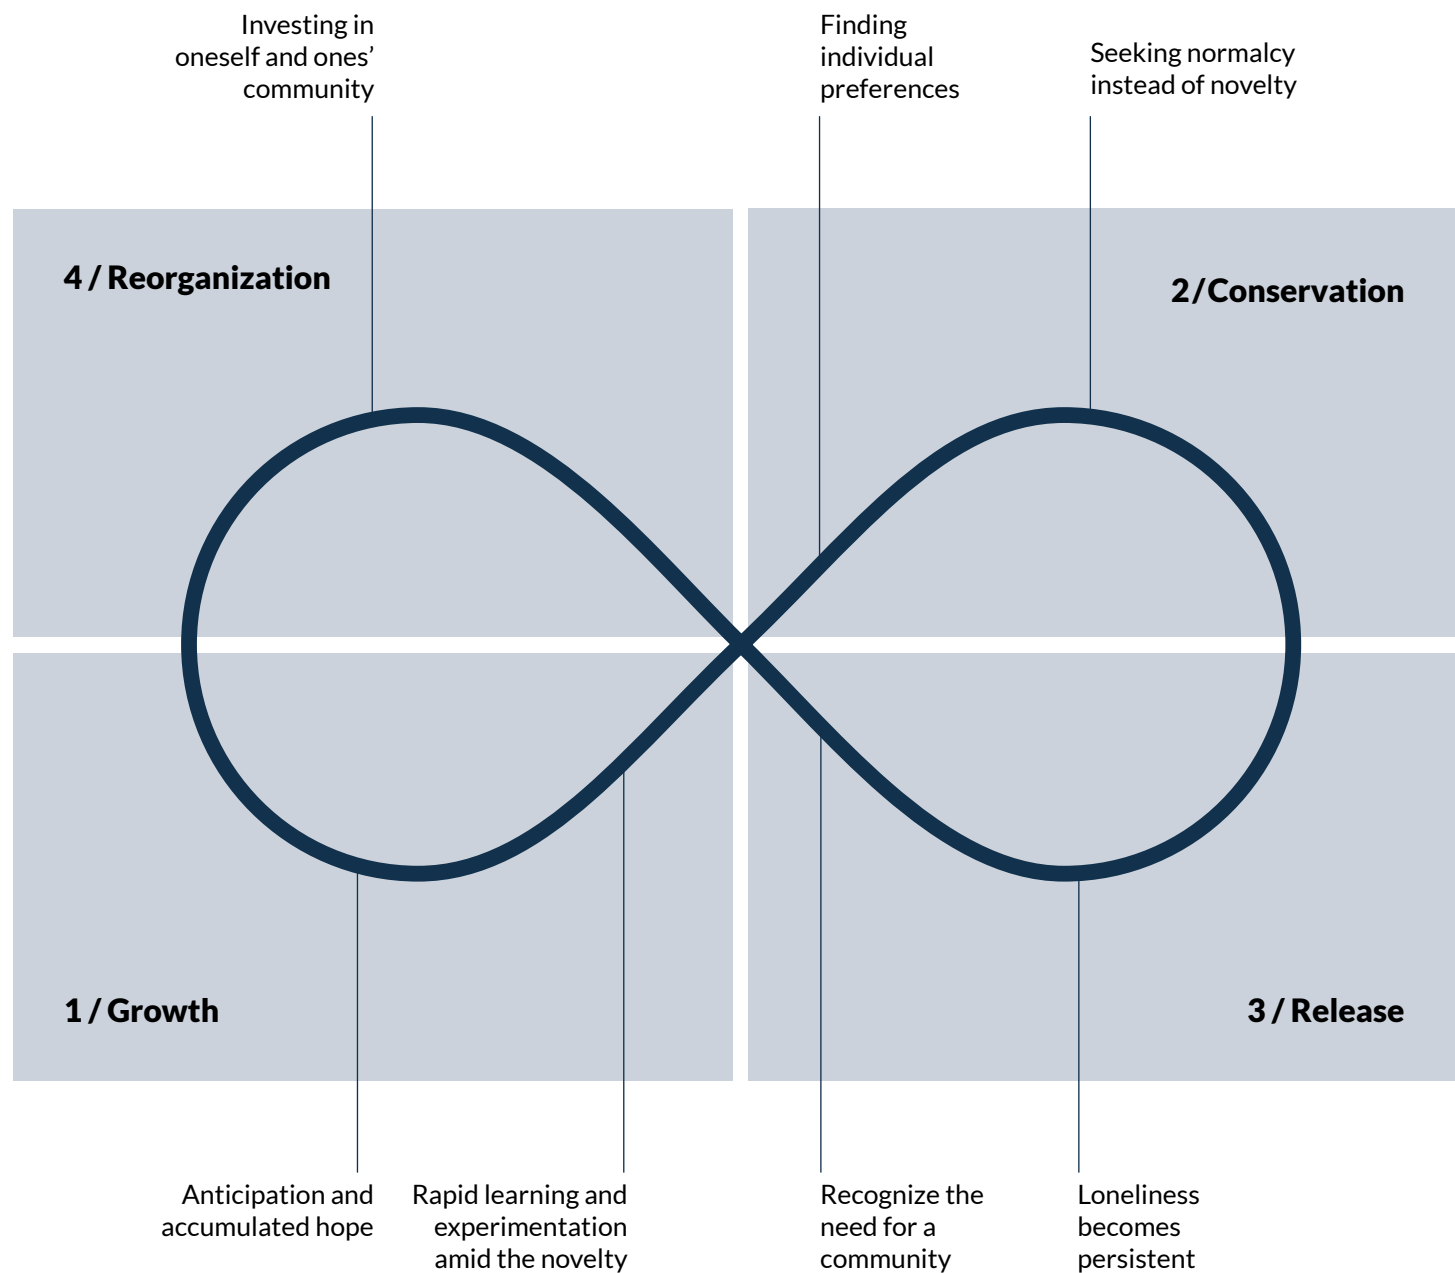 Investing in
oneself and ones’
community
Finding
individual
preferences
Seeking normalcy
instead of novelty
4 / Reorganization
2/Conservation
1 / Growth
3 / Release
Anticipation and
accumulated hope
Rapid learning and
experimentation
amid the novelty
Recognize the
need for a
community
Loneliness
becomes
persistent